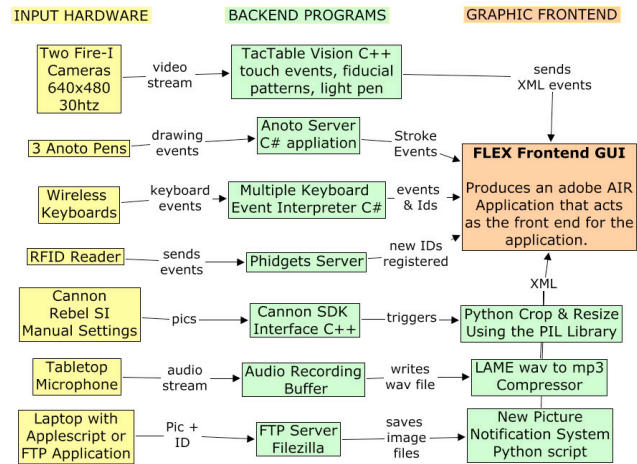 INPUT HARDWARE
BACKEND PROGRAMS
GRAPHIC FRONTEND
Two Fire-I
Cameras
640x480
30htz
video
stream
TacTable Vision C++
touch events, fiducial
patterns, light pen
sends
XML events
3 Anoto Pens
drawing
events
Anoto Server
C# appliation
Stroke
Events
FLEX Frontend GUI
Produces an adobe AIR
Application that acts
as the front end for the
application.
Wireless
Keyboards
keyboard
events
Multiple Keyboard
Event Interpreter C#
events
& Ids
RFID Reader
sends
events
Phidgets Server
new IDs
registered
XML
Cannon
Rebel SI
Manual Settings
pics
Cannon SDK
Interface C++
triggers
Python Crop & Resize
Using the PIL Library
Tabletop
Microphone
audio
stream
Audio Recording
Buffer
writes
wav file
LAME wav to mp3
Compressor
Laptop with
Applescript or
FTP Application
Pic +
ID
FTP Server
Filezilla
saves
image
files
New Picture
Notification System
Python script